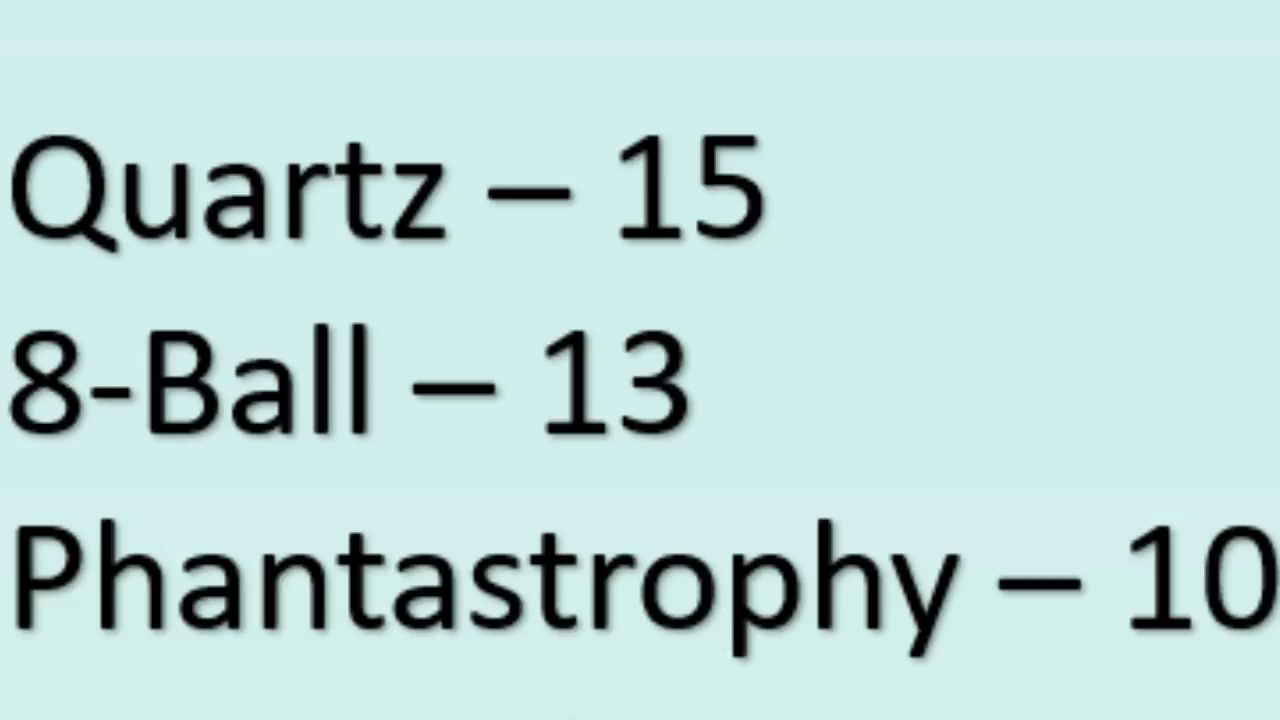 Quartz – 15
8-Ball – 13
Phantastrophy – 10